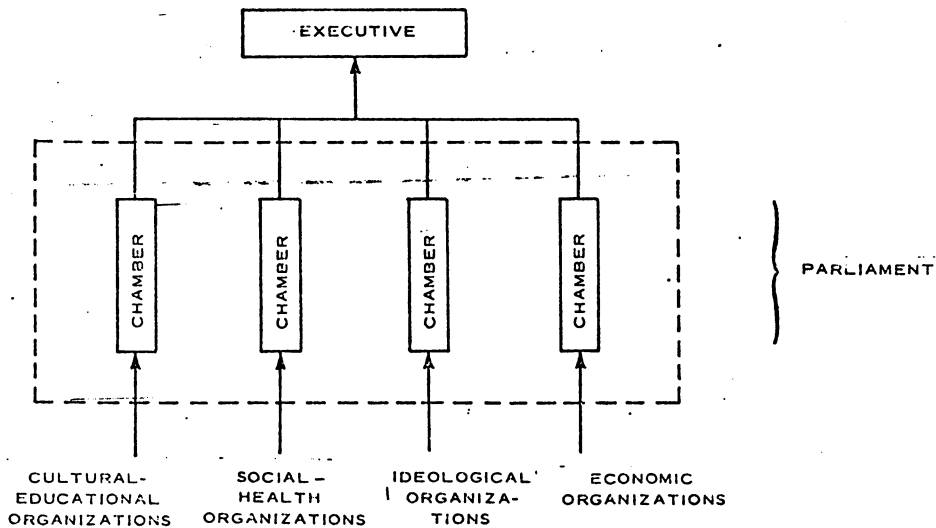 EXECUTIVE
CHAMBER
CHAMBER
CHAMBER
CHAMBER
PARLIAMENT
CULTURAL-
EDUCATIONAL
ORGANIZATIONS
SOCIAL-
HEALTH
ORGANIZATIONS
IDEOLOGICAL
ORGANIZA-
TIONS
ECONOMIC
ORGANIZATIONS